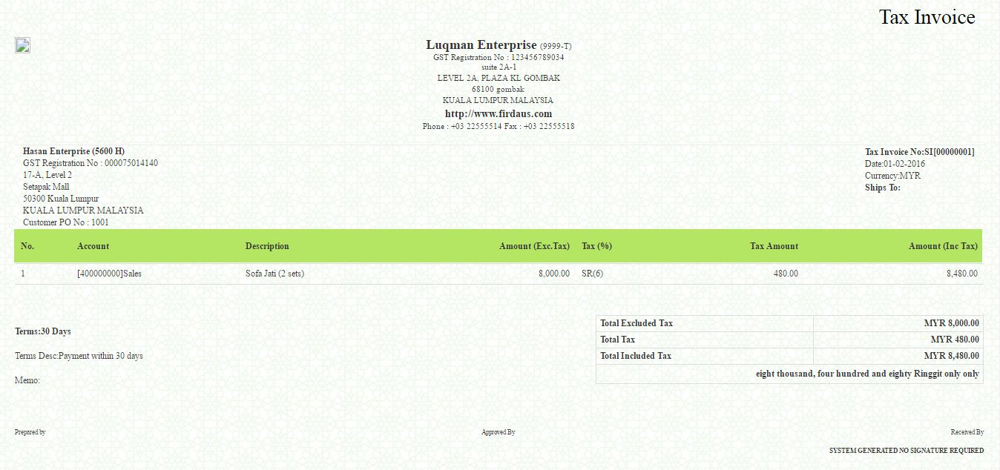 Tax Invoice
Luqman Enterprise (9999-T)
GST Registration No : 123456789034
suite 2A-1
LEVEL 2A, PLAZA KL GOMBAK
68100 gombak
KUALA LUMPUR MALAYSIA
http://www.firdaus.com
Phone : +03 22555514 Fax : +03 22555518
Hasan Enterprise (5600 H)
GST Registration No : 000075014140
17-A, Level 2
Setapak Mall
50300 Kuala Lumpur
KUALA LUMPUR MALAYSIA
Customer PO No : 1001
Tax Invoice No:SI[00000001]
Date:01-02-2016
Currency:MYR
Ships To:
No. Account Description Amount (Exc.Tax) Tax (%) Tax Amount Amount (Inc Tax)
1 [400000000]Sales Sofa Jati (2 sets) 8,000.00 SR(6) 480.00 8,480.00
Terms:30 Days
Terms Desc:Payment within 30 days
Memo:
Total Excluded Tax MYR 8,000.00
Total Tax MYR 480.00
Total Included Tax MYR 8,480.00
eight thousand, four hundred and eighty Ringgit only only
Prepared by Approved By Received By
SYSTEM GENERATED NO SIGNATURE REQUIRED